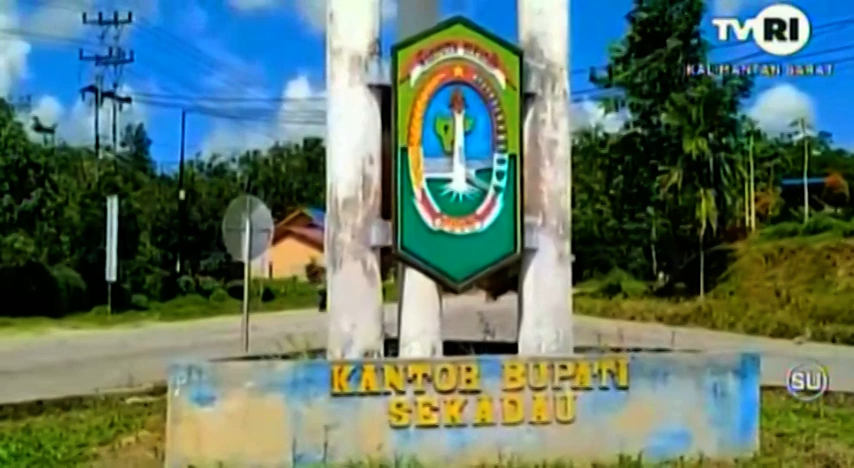 TVRI
KALIMANTAN BARAT
KANTOR BUPATI
SEKADAU
SU